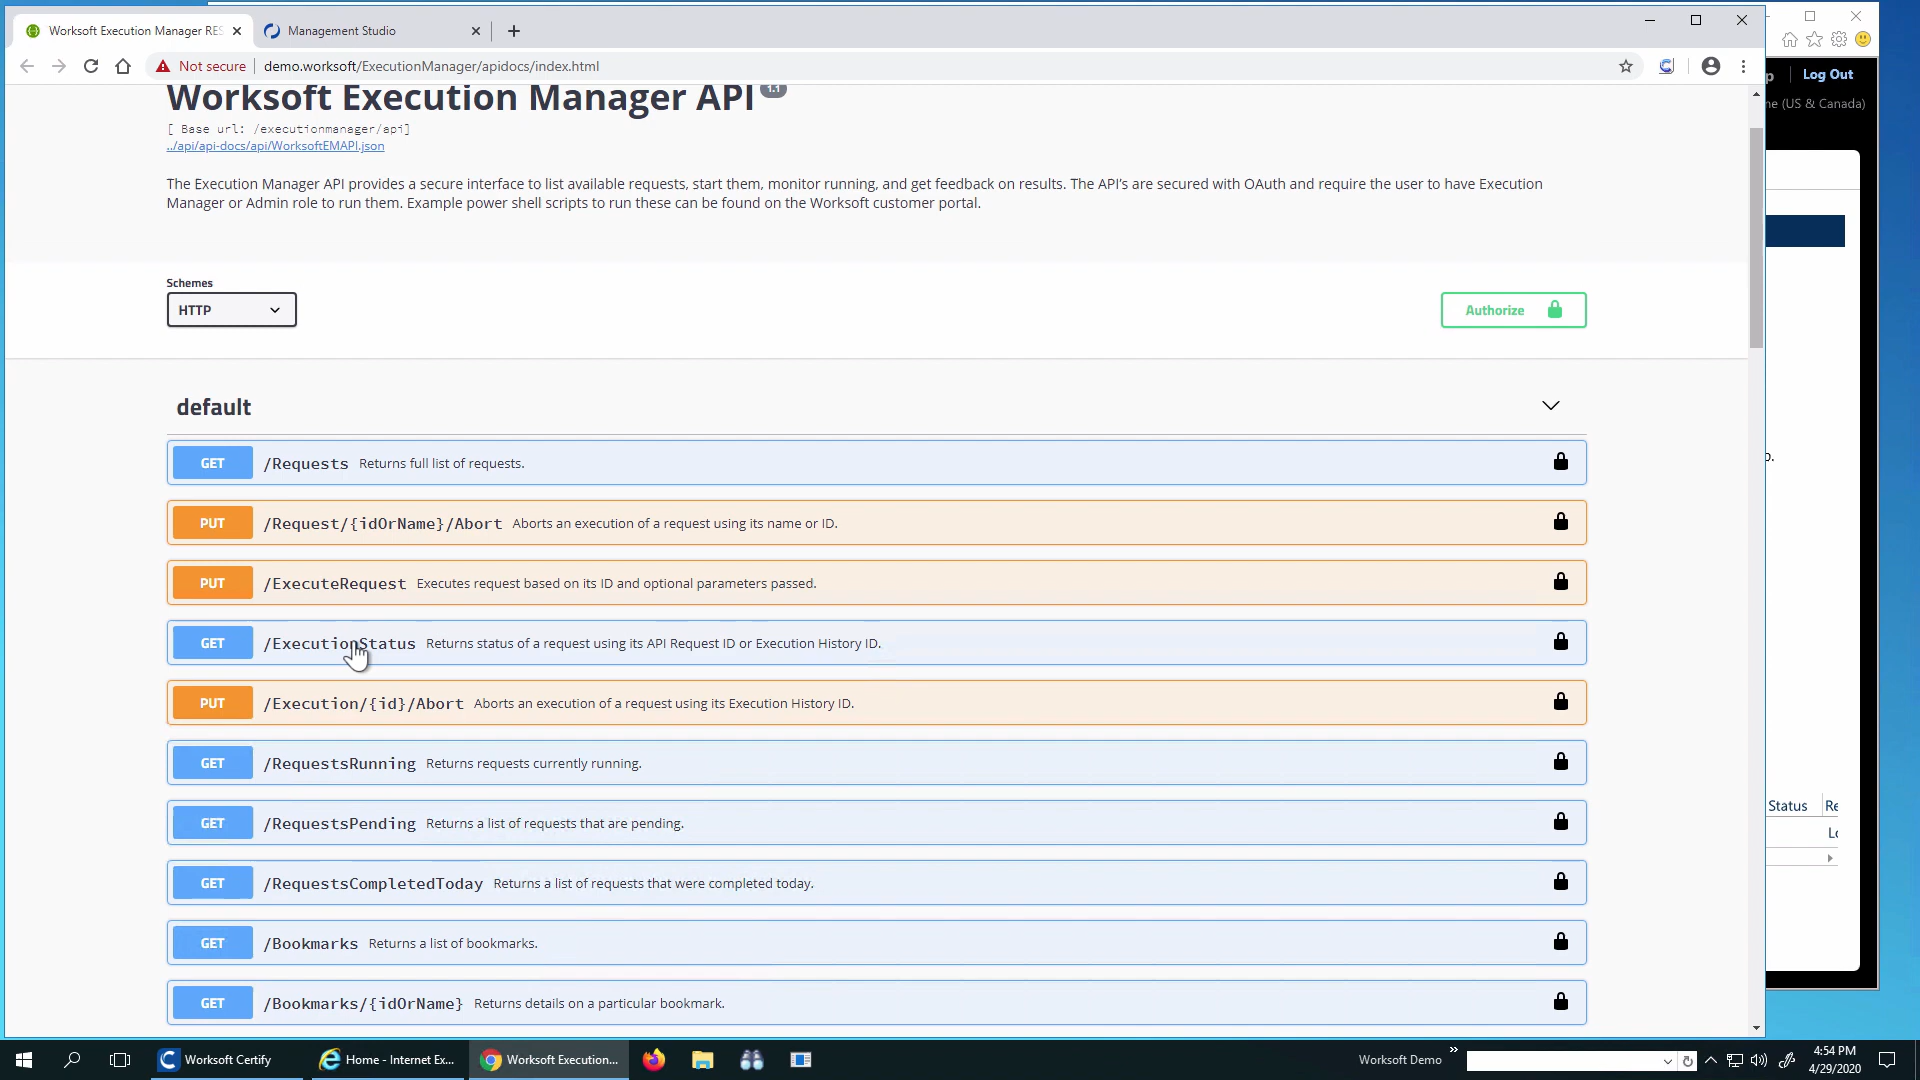 Worksoft Execution Manager RES
Management Studio
Not secure
demo.worksoft/ExecutionManager/apidocs/index.html
Log Out
ne (US & Canada)
Worksoft Execution Manager API 1.1
[ Base url: /executionmanager/api]
../api/api-docs/api/WorksoftEMAPI.json
The Execution Manager API provides a secure interface to list available requests, start them, monitor running, and get feedback on results. The API's are secured with OAuth and require the user to have Execution
Manager or Admin role to run them. Example power shell scripts to run these can be found on the Worksoft customer portal.
Schemes
HTTP
Authorize
default
GET /Requests Returns full list of requests.
PUT /Request/{idOrName}/Abort Aborts an execution of a request using its name or ID.
PUT /ExecuteRequest Executes request based on its ID and optional parameters passed.
GET /ExecutionStatus Returns status of a request using its API Request ID or Execution History ID.
PUT /Execution/{id}/Abort Aborts an execution of a request using its Execution History ID.
GET /RequestsRunning Returns requests currently running.
GET /RequestsPending Returns a list of requests that are pending.
GET /RequestsCompletedToday Returns a list of requests that were completed today.
GET /Bookmarks Returns a list of bookmarks.
GET /Bookmarks/{idOrName} Returns details on a particular bookmark.
Status
Re
Worksoft Certify
Home - Internet Ex...
Worksoft Execution...
Worksoft Demo
4:54 PM
4/29/2020